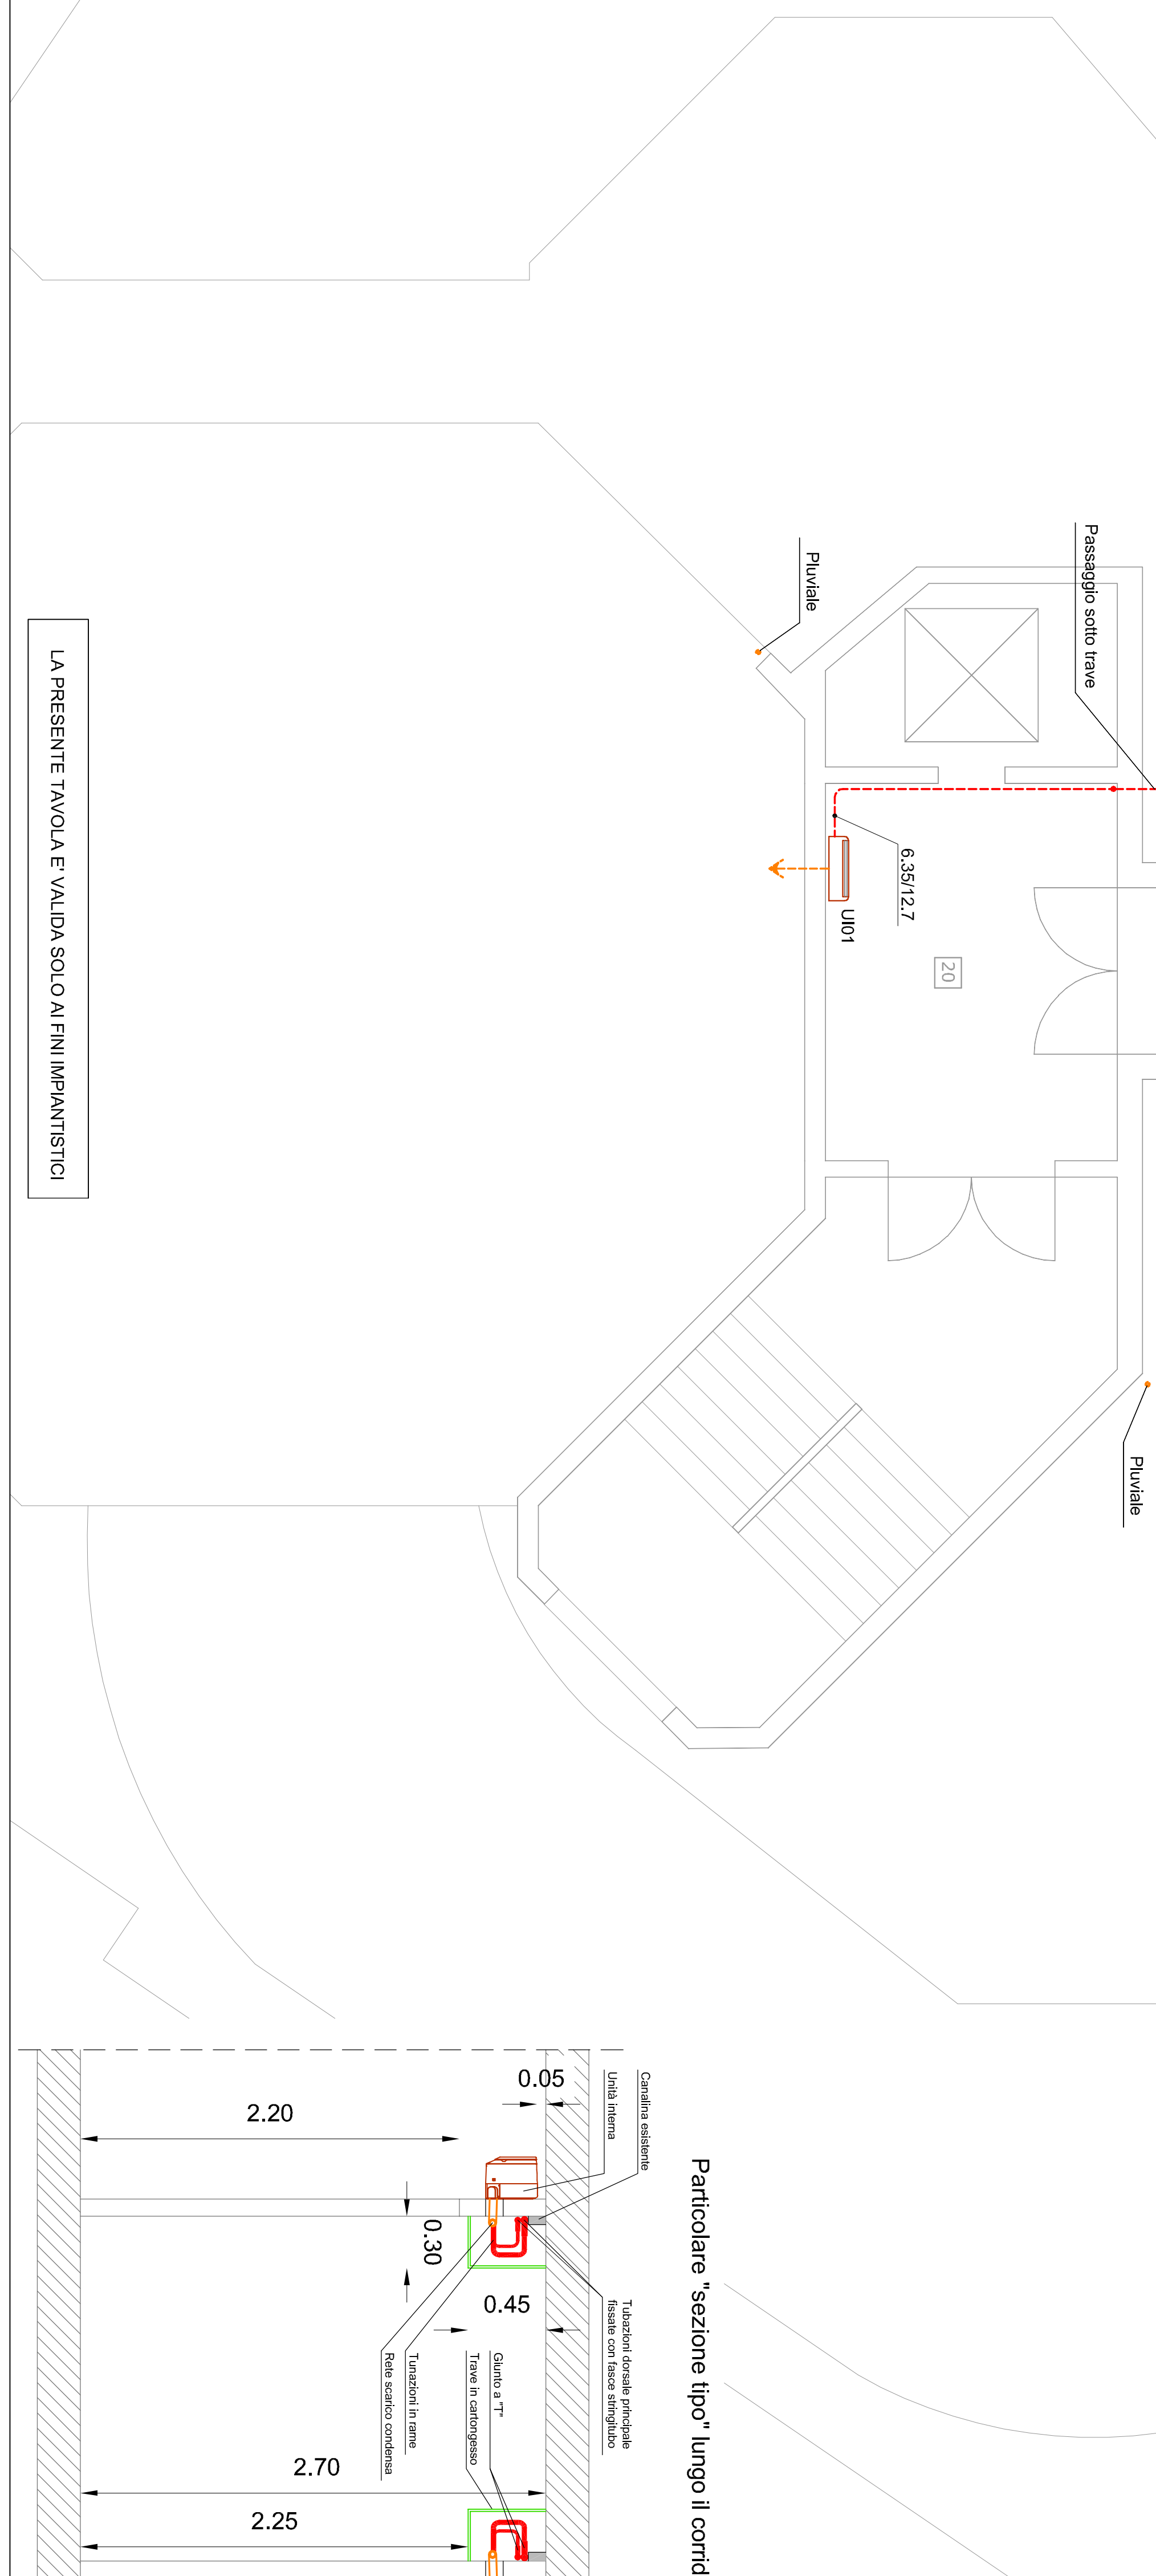 Passaggio sotto trave
Pluviale
6.35/12.7
UI01
20
Pluviale
LA PRESENTE TAVOLA E' VALIDA SOLO AI FINI IMPIANTISTICI
Particolare "sezione tipo" lungo il corrid
Canalina esistente
Unità interna
0.05
2.20
0.30
0.45
Tubazioni dorsale principale
fissate con fasce stringitubo
Giunto a "T"
Trave in cartongesso
Tunazioni in rame
Rete scarico condensa
2.70
2.25